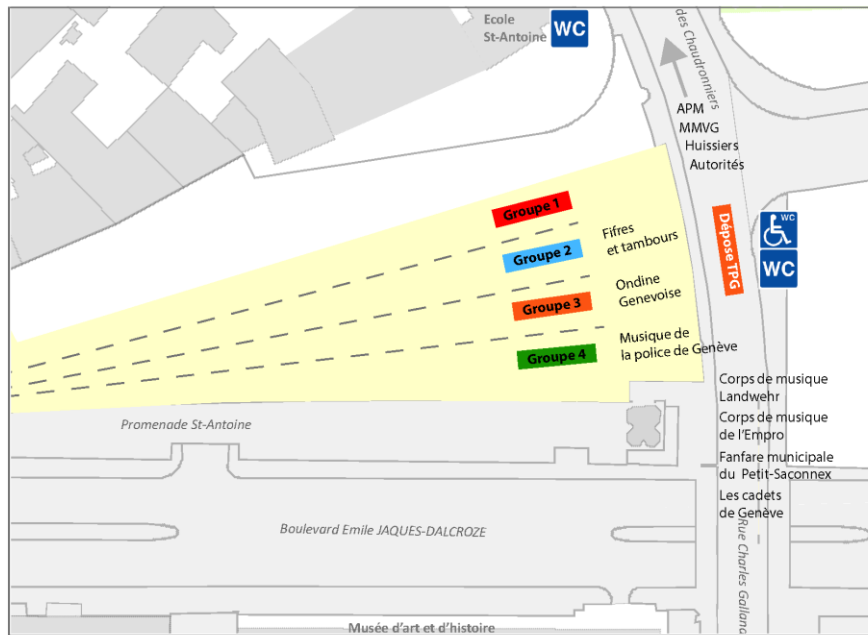 Ecole
St-Antoine
WC
des Chaudronniers
APM
MMVG
Huissiers
Autorités
Groupe 1
Fifres
et tambours
Groupe 2
Dépose TPG
WC
WC
Ondine
Genevoise
Groupe 3
Musique de
la police de Genève
Groupe 4
Corps de musique
Landwehr
Promenade St-Antoine
Corps de musique
de l'Empro
Fanfare municipale
du Petit-Saconnex
Les cadets
de Genève
Boulevard Emile JAQUES-DALCROZE
Rue Charles Galland
Musée d'art et d'histoire